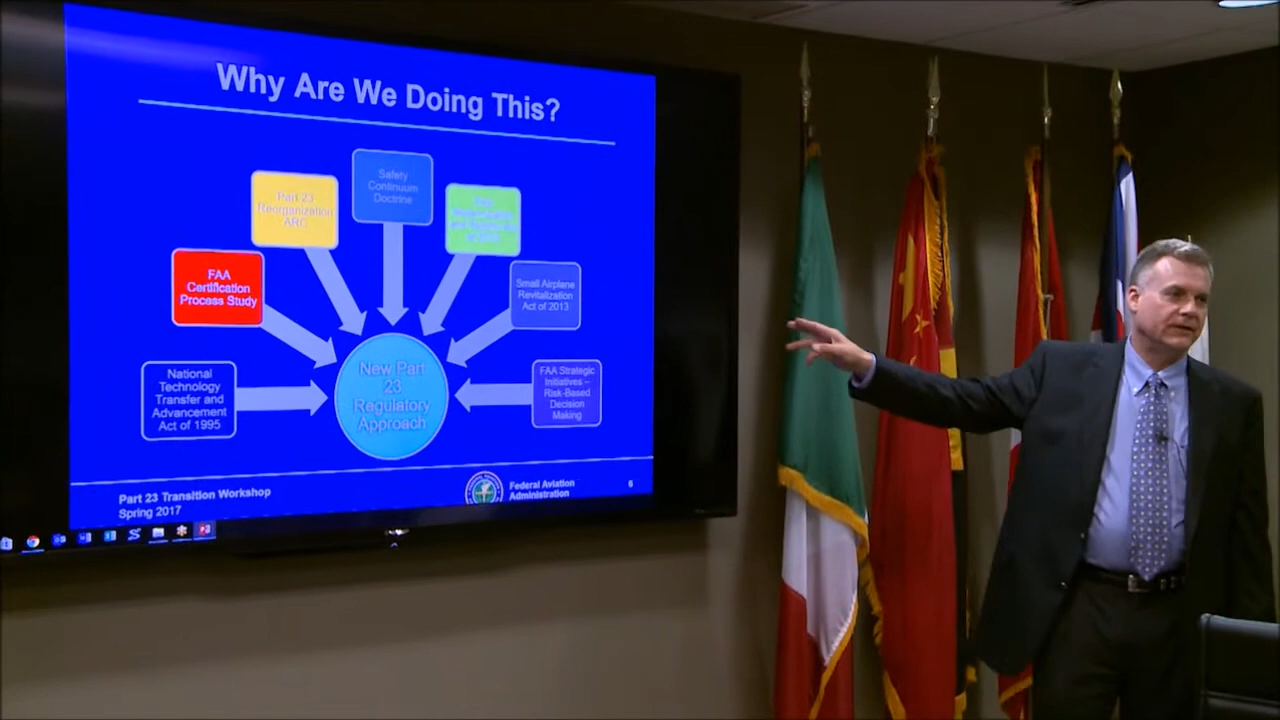 Why Are We Doing This?
Safety
Continuum
Doctrine
Part 23
Reorganization
ARC
FAA
Certification
Process Study
Small Airplane
Revitalization
Act of 2013
National
Technology
Transfer and
Advancement
Act of 1995
New Part
23
Regulatory
Approach
FAA Strategic
Initiatives –
Risk-Based
Decision
Making
Part 23 Transition Workshop
Spring 2017
Federal Aviation
Administration
6